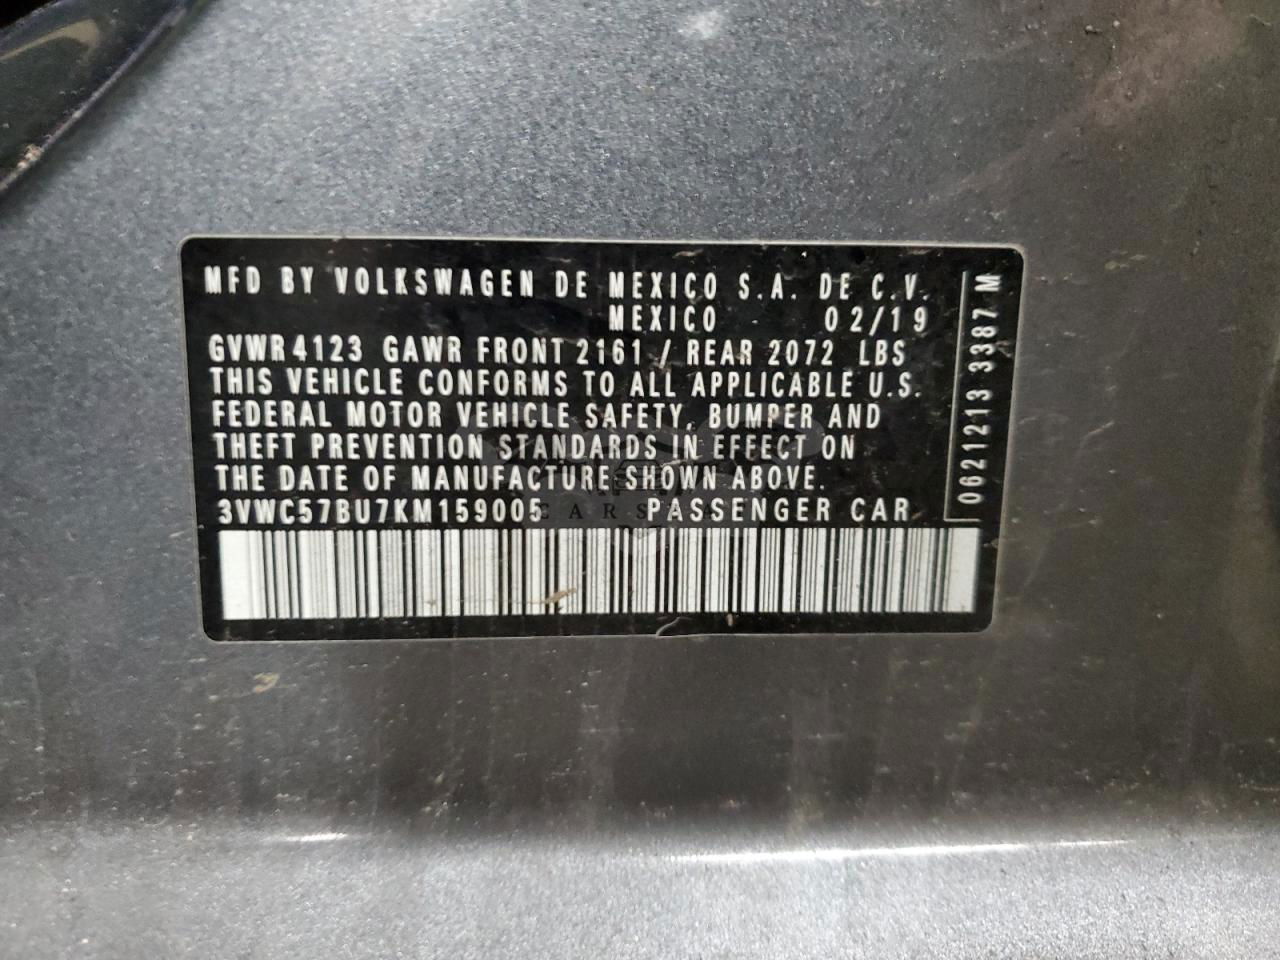 MFD BY VOLKSWAGEN DE MEXICO S.A. DE C.V.
MEXICO 02/19
GVWR 4123 GAWR FRONT 2161 / REAR 2072 LBS
THIS VEHICLE CONFORMS TO ALL APPLICABLE U.S.
FEDERAL MOTOR VEHICLE SAFETY, BUMPER AND
THEFT PREVENTION STANDARDS IN EFFECT ON
THE DATE OF MANUFACTURE SHOWN ABOVE.
3VWC57BU7KM159005 PASSENGER CAR
0621213 3387 M